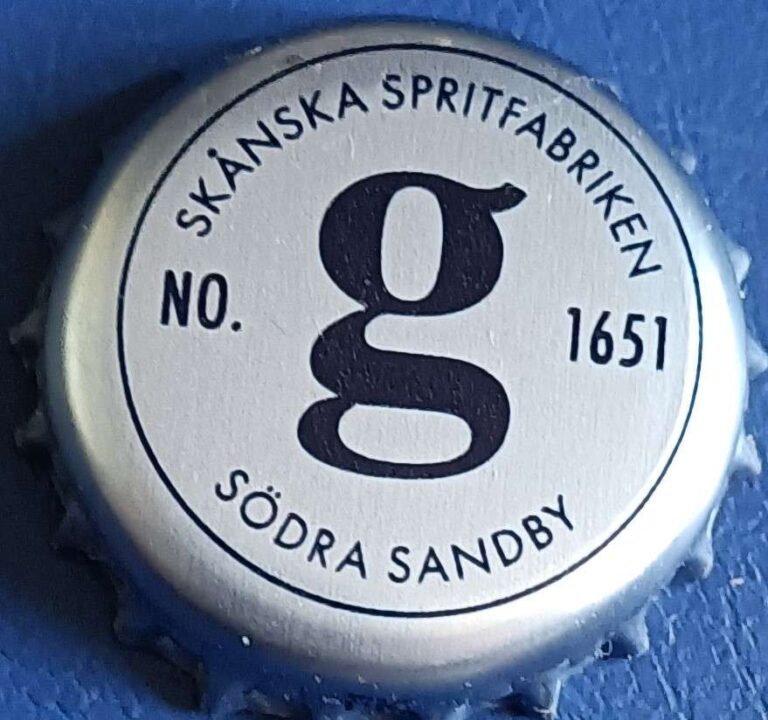 SKÅNSKA SPRITFABRIKEN
NO.
g
1651
SÖDRA SANDBY